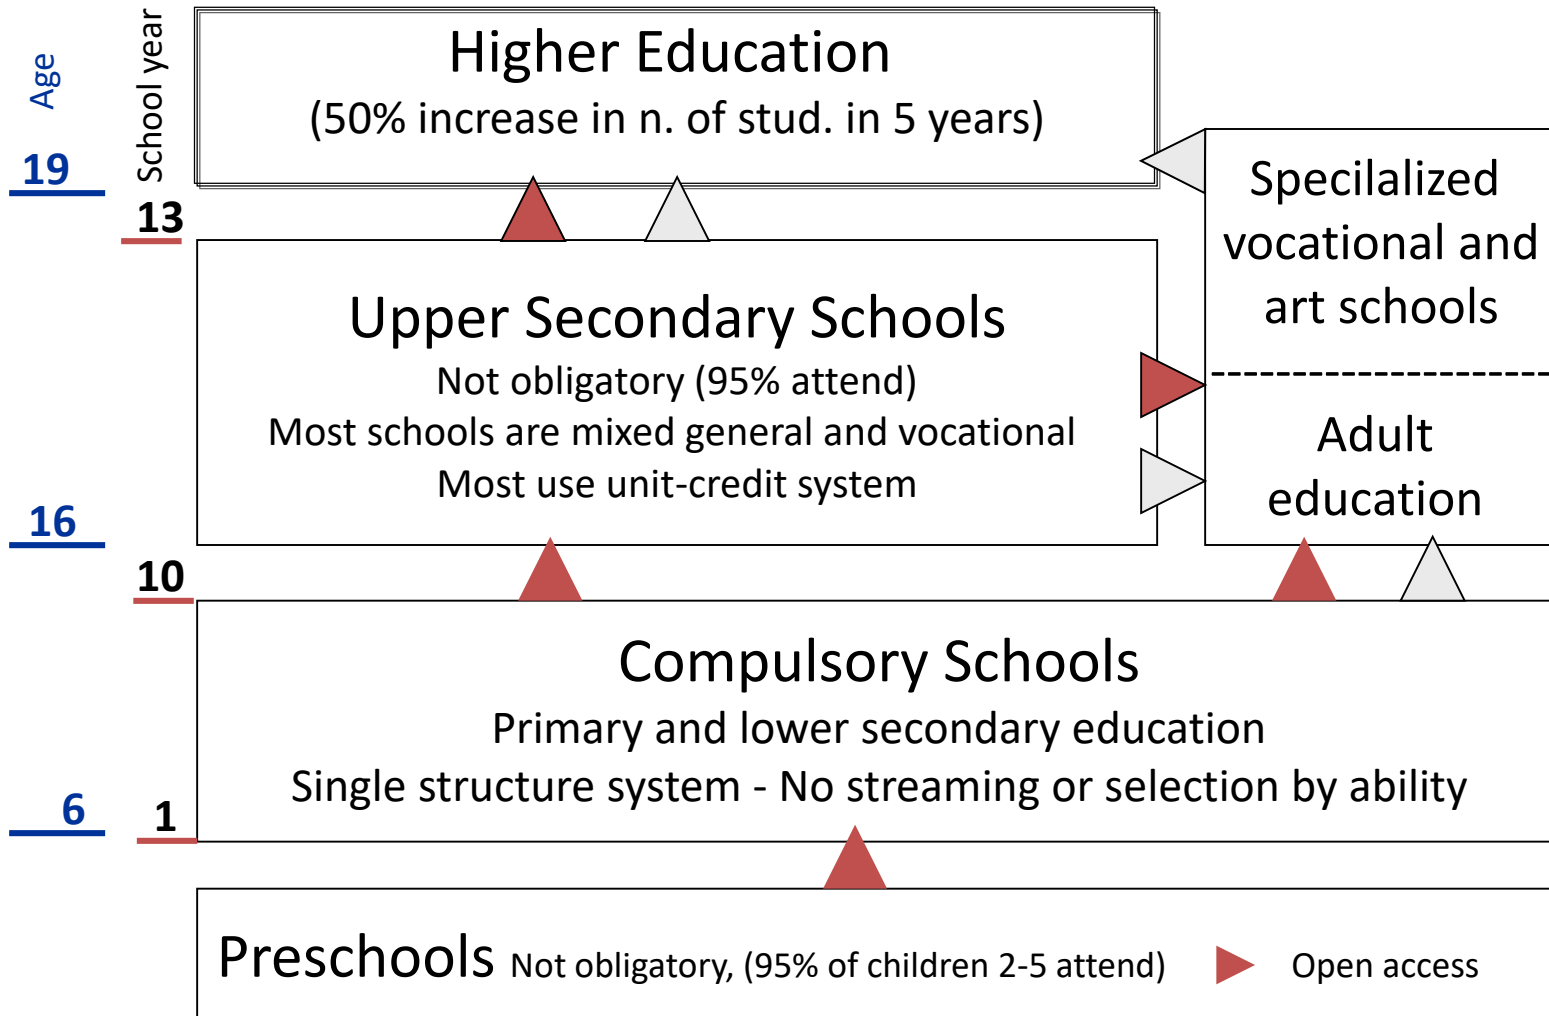 Age
School year
Higher Education
(50% increase in n. of stud. in 5 years)
19
13
Specilalized
vocational and
art schools
Upper Secondary Schools
Not obligatory (95% attend)
Most schools are mixed general and vocational
Most use unit-credit system
Adult
education
16
10
Compulsory Schools
Primary and lower secondary education
Single structure system - No streaming or selection by ability
6
1
Preschools Not obligatory, (95% of children 2-5 attend)
Open access